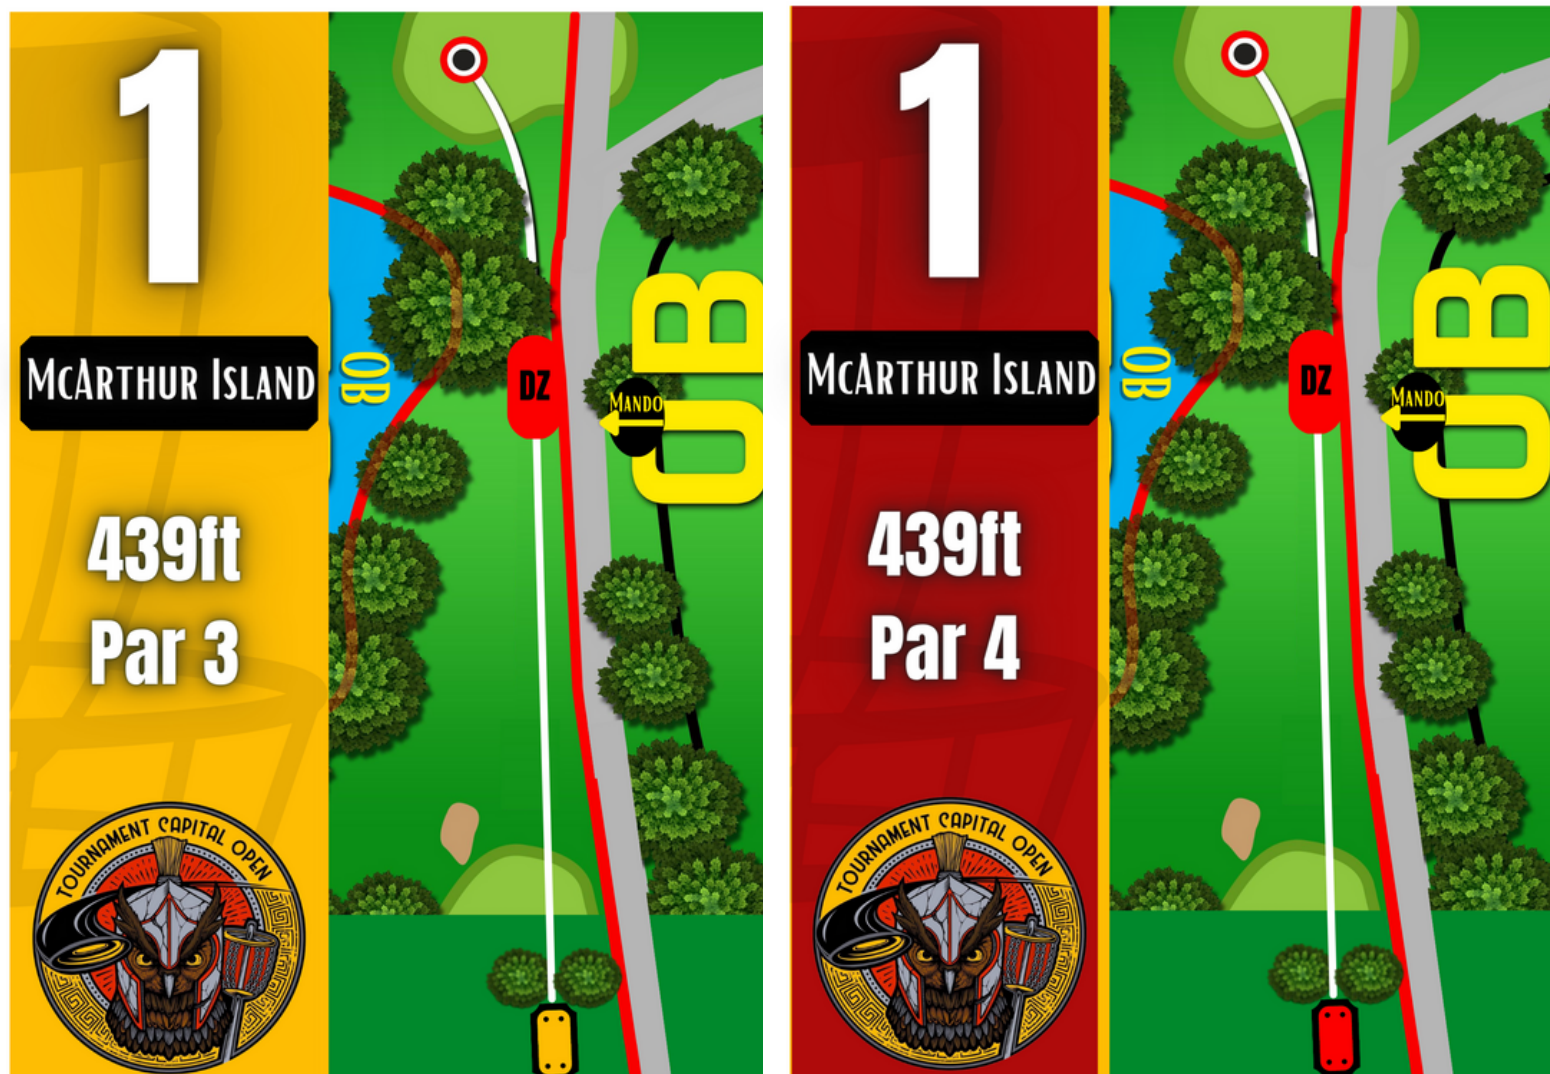 1
McArthur Island
439ft
Par 3
TOURNAMENT CAPITAL OPEN
OB
DZ
MANDO
OB
1
McArthur Island
439ft
Par 4
TOURNAMENT CAPITAL OPEN
OB
DZ
MANDO
OB